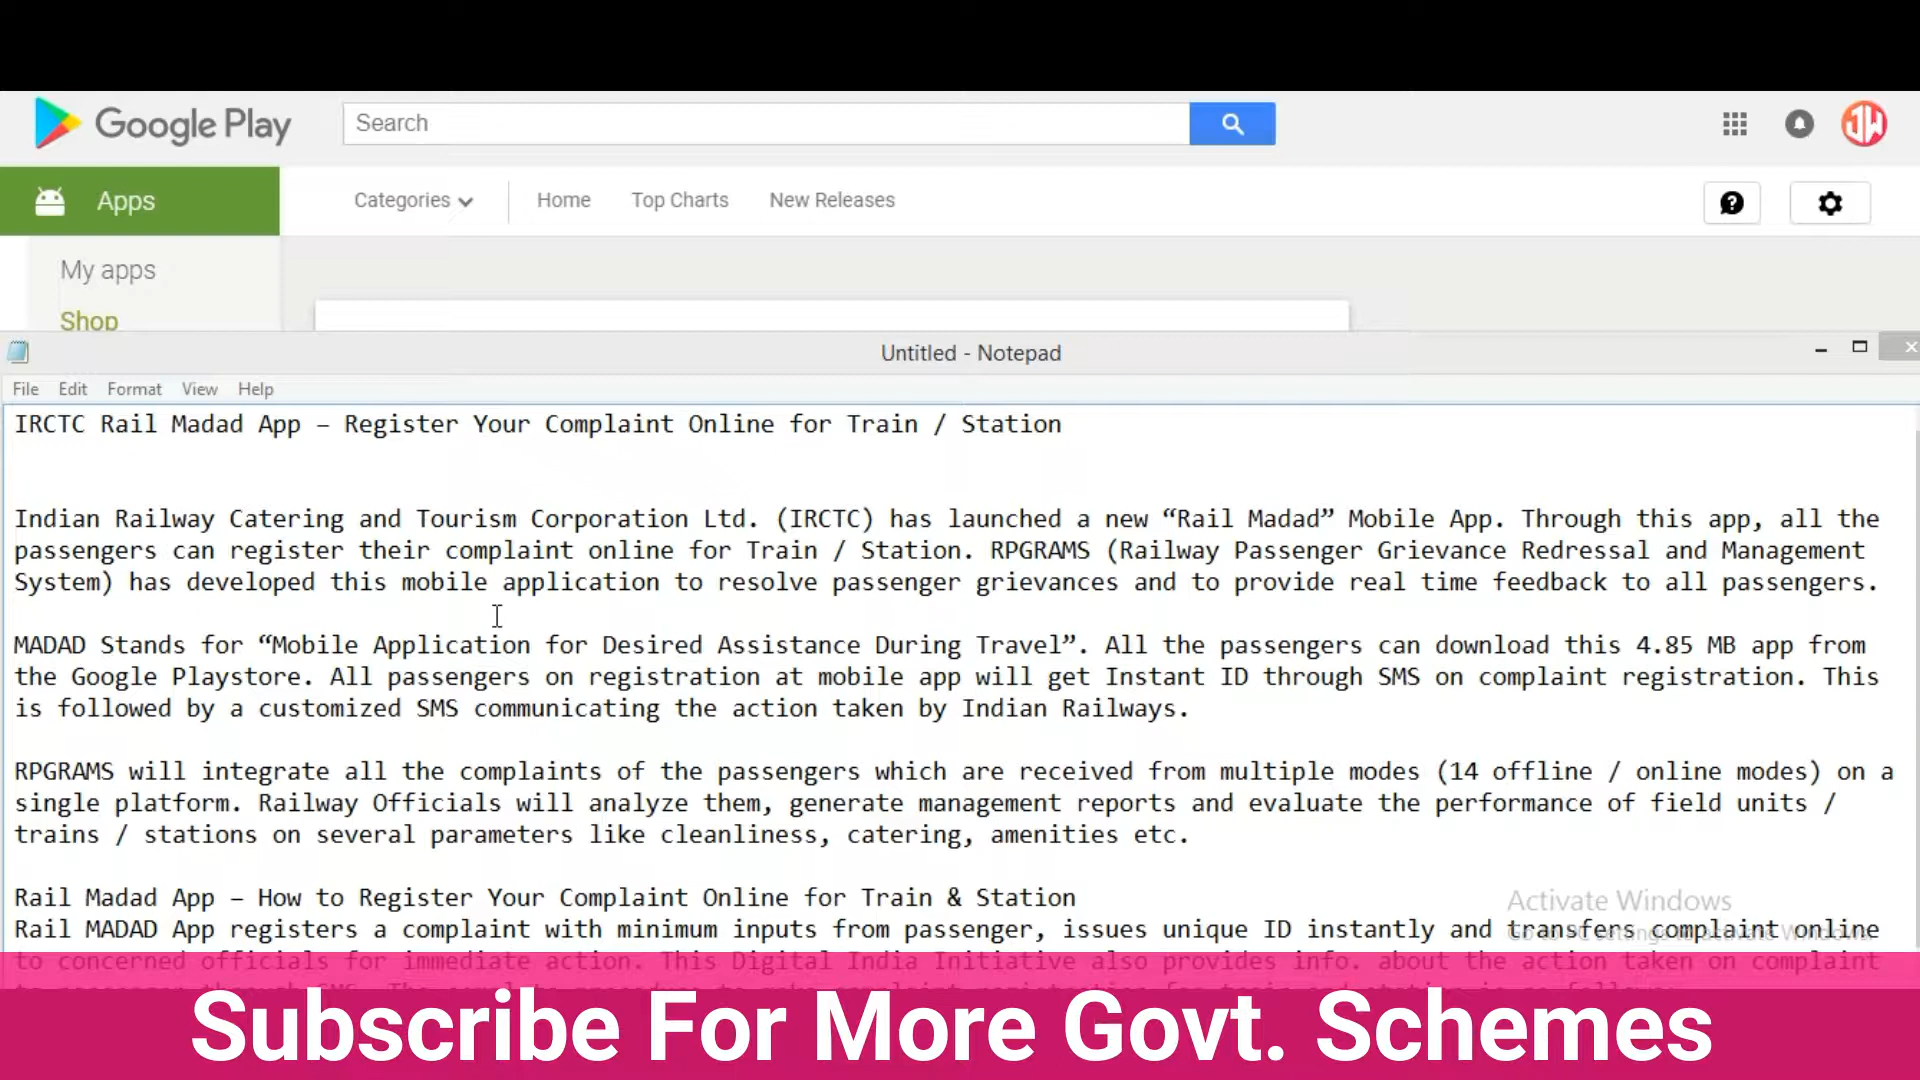 Google Play
Search
Apps
Categories
Home
Top Charts
New Releases
My apps
Shop
Untitled - Notepad
File Edit Format View Help
IRCTC Rail Madad App – Register Your Complaint Online for Train / Station
Indian Railway Catering and Tourism Corporation Ltd. (IRCTC) has launched a new “Rail Madad” Mobile App. Through this app, all the
passengers can register their complaint online for Train / Station. RPGRAMS (Railway Passenger Grievance Redressal and Management
System) has developed this mobile application to resolve passenger grievances and to provide real time feedback to all passengers.
MADAD Stands for “Mobile Application for Desired Assistance During Travel”. All the passengers can download this 4.85 MB app from
the Google Playstore. All passengers on registration at mobile app will get Instant ID through SMS on complaint registration. This
is followed by a customized SMS communicating the action taken by Indian Railways.
RPGRAMS will integrate all the complaints of the passengers which are received from multiple modes (14 offline / online modes) on a
single platform. Railway Officials will analyze them, generate management reports and evaluate the performance of field units /
trains / stations on several parameters like cleanliness, catering, amenities etc.
Rail Madad App – How to Register Your Complaint Online for Train & Station
Activate Windows
Rail MADAD App registers a complaint with minimum inputs from passenger, issues unique ID instantly and transfers complaint online
Go to PC settings to activate Windows.
to concerned officials for immediate action. This Digital India Initiative also provides info. about the action taken on complaint
Subscribe For More Govt. Schemes